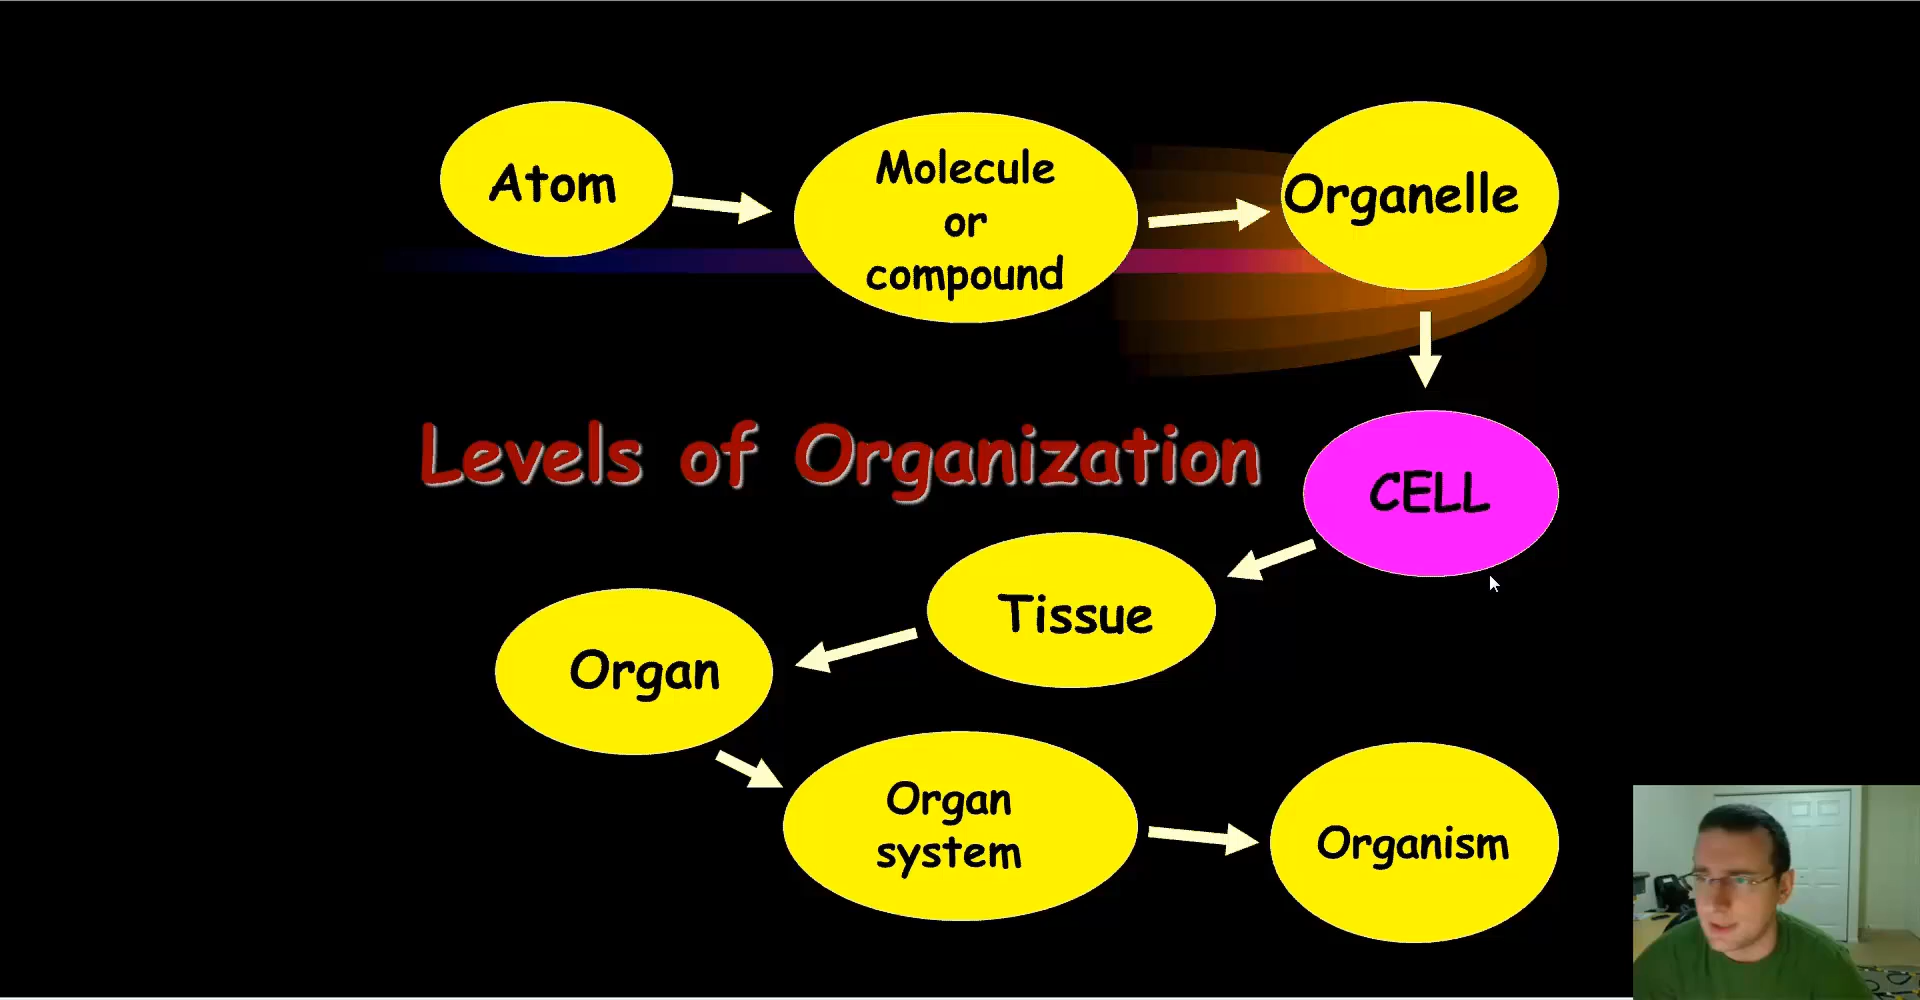 Atom
Molecule
or
compound
Organelle
Levels of Organization
CELL
Tissue
Organ
Organ
system
Organism